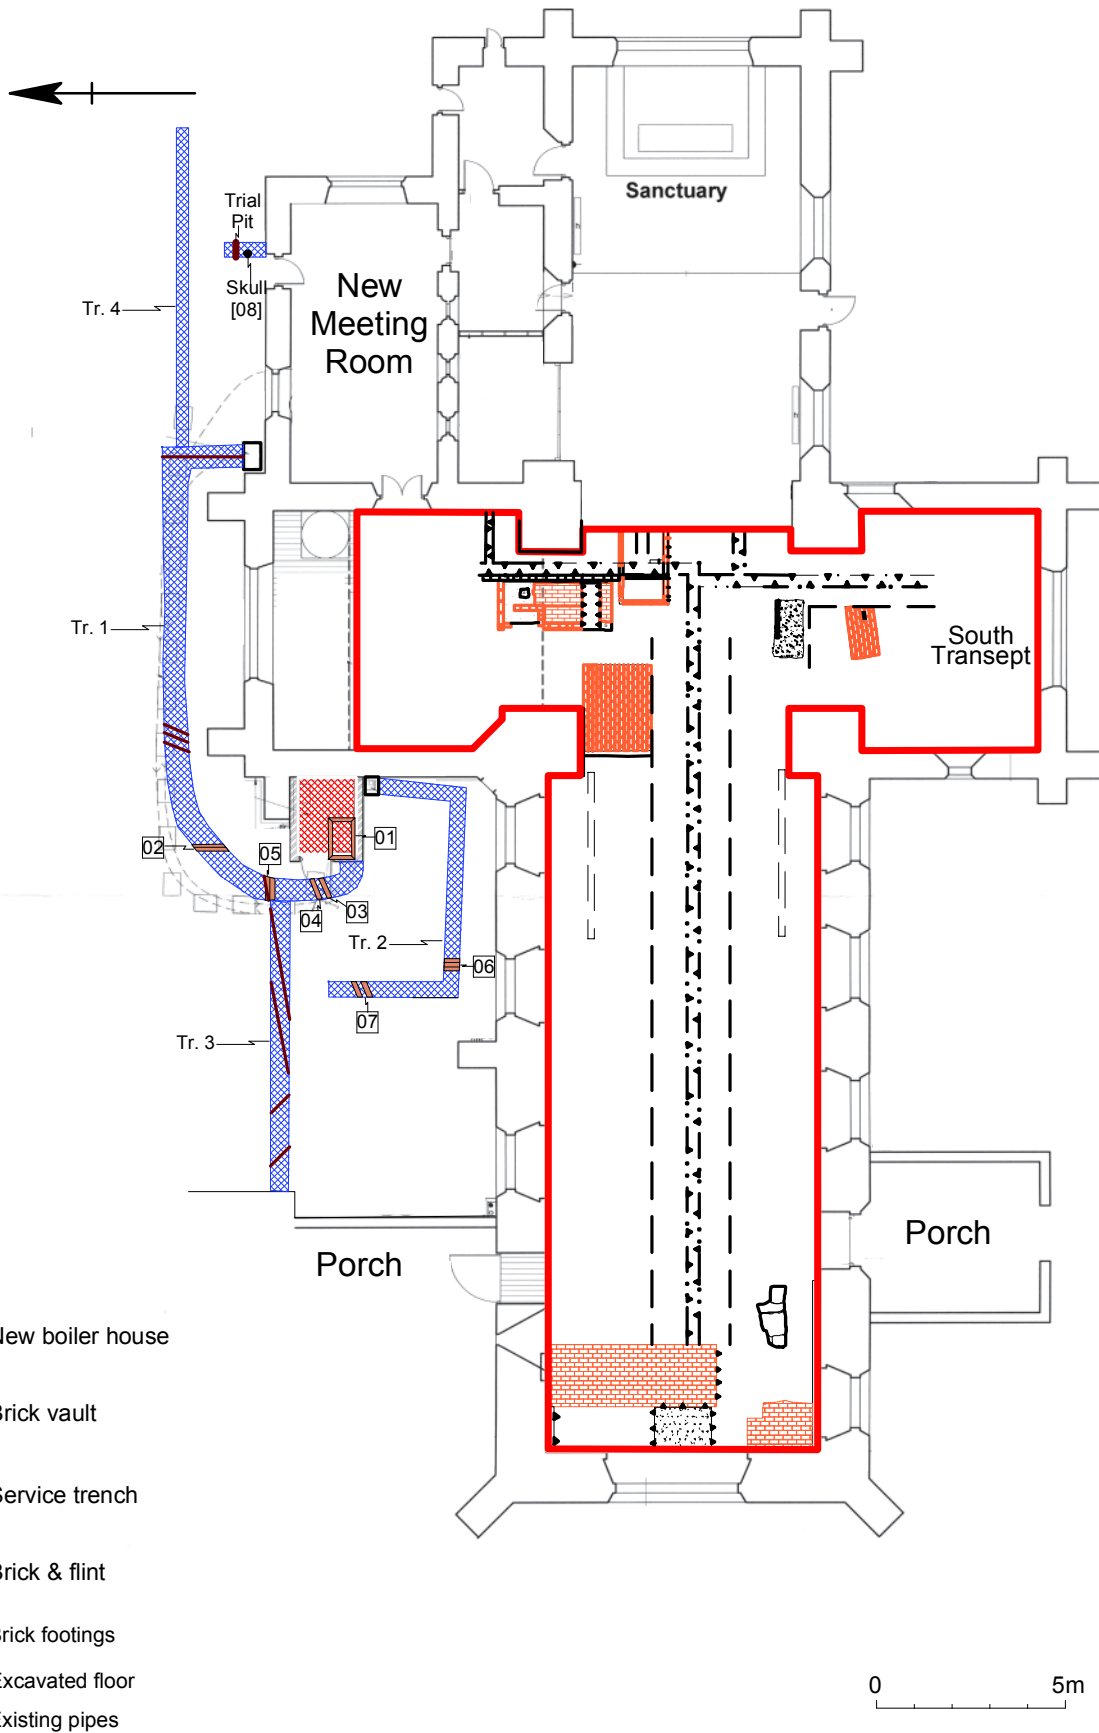 Sanctuary
Trial
Pit
Skull
[08]
Tr. 4
New
Meeting
Room
Tr. 1
South
Transept
02
05
01
04
03
Tr. 2
06
07
Tr. 3
Porch
Porch
New boiler house
Brick vault
Service trench
Brick & flint
Brick footings
Excavated floor
Existing pipes
0 5m